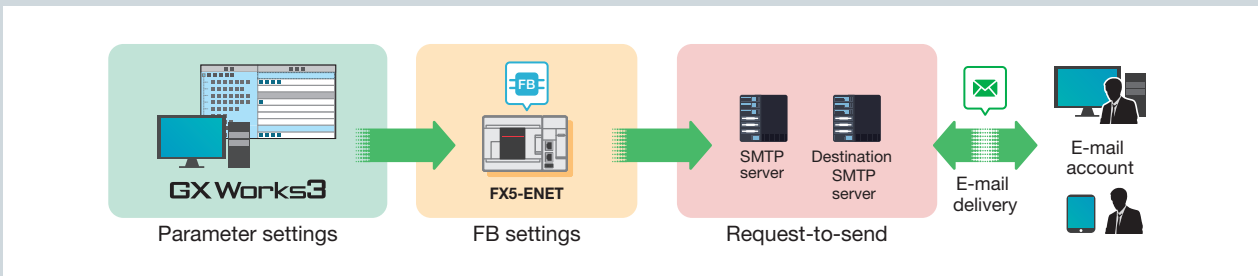 GX Works3
Parameter settings
FB
FX5-ENET
FB settings
SMTP
server
Destination
SMTP
server
Request-to-send
E-mail
delivery
E-mail
account